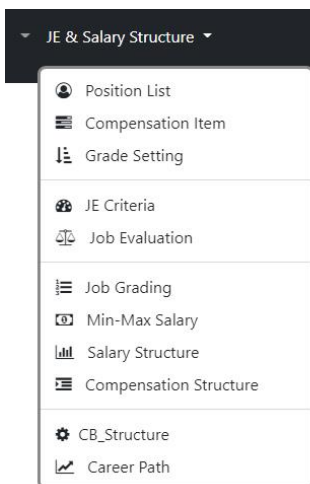 JE & Salary Structure
Position List
Compensation Item
Grade Setting
JE Criteria
Job Evaluation
Job Grading
Min-Max Salary
Salary Structure
Compensation Structure
CB_Structure
Career Path